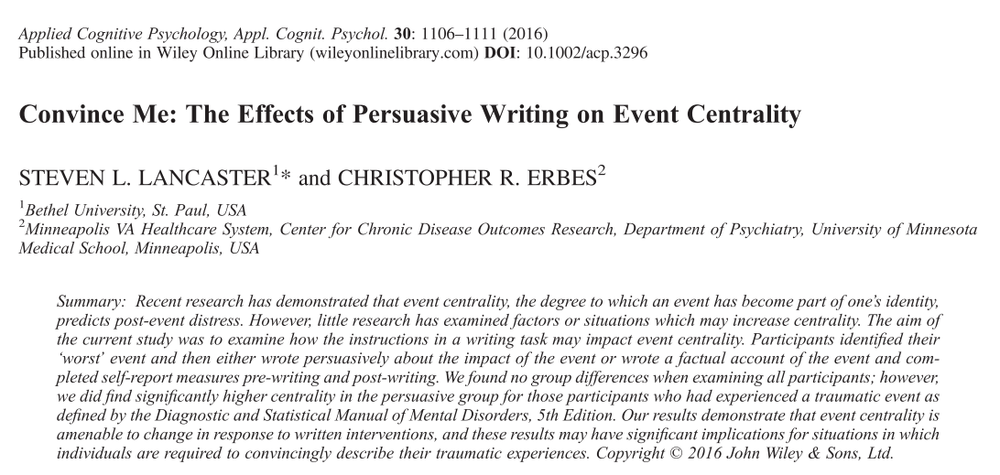 Applied Cognitive Psychology, Appl. Cognit. Psychol. 30: 1106–1111 (2016)
Published online in Wiley Online Library (wileyonlinelibrary.com) DOI: 10.1002/acp.3296
Convince Me: The Effects of Persuasive Writing on Event Centrality
STEVEN L. LANCASTER1* and CHRISTOPHER R. ERBES2
1Bethel University, St. Paul, USA
2Minneapolis VA Healthcare System, Center for Chronic Disease Outcomes Research, Department of Psychiatry, University of Minnesota
Medical School, Minneapolis, USA
Summary: Recent research has demonstrated that event centrality, the degree to which an event has become part of one's identity,
predicts post-event distress. However, little research has examined factors or situations which may increase centrality. The aim of
the current study was to examine how the instructions in a writing task may impact event centrality. Participants identified their
‘worst’ event and then either wrote persuasively about the impact of the event or wrote a factual account of the event and com-
pleted self-report measures pre-writing and post-writing. We found no group differences when examining all participants; however,
we did find significantly higher centrality in the persuasive group for those participants who had experienced a traumatic event as
defined by the Diagnostic and Statistical Manual of Mental Disorders, 5th Edition. Our results demonstrate that event centrality is
amenable to change in response to written interventions, and these results may have significant implications for situations in which
individuals are required to convincingly describe their traumatic experiences. Copyright © 2016 John Wiley & Sons, Ltd.